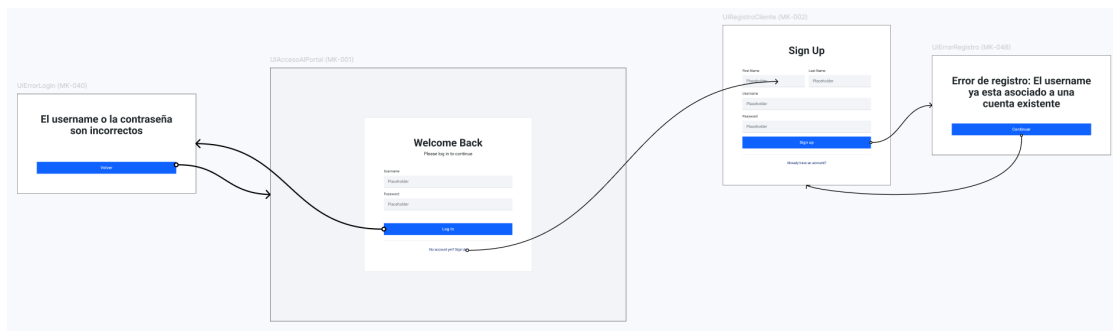 UIErrorLogin (MK-040)
El username o la contraseña
son incorrectos
Volver
UIAccesoAlPortal (MK-001)
Welcome Back
Please log in to continue
Username
Placeholder
Password
Placeholder
Log In
No account yet? Sign
UIRegistroCliente (MK-002)
Sign Up
First Name
Last Name
Placeholder
Placeholder
Username
Placeholder
Password
Placeholder
Sign up
Already have an account?
UIErrorRegistro (MK-046)
Error de registro: El username
ya esta asociado a una
cuenta existente
Continuar